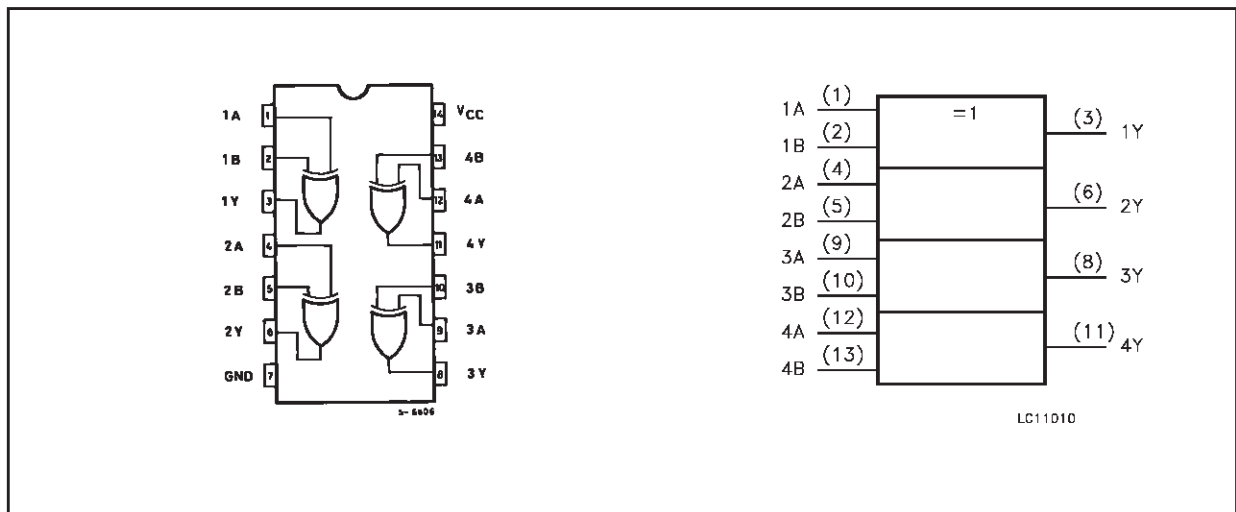 1A 1
1B 2
1Y 3
2A 4
2B 5
2Y 6
GND 7
14 VCC
13 4B
12 4A
11 4Y
10 3B
9 3A
8 3Y
S-6606
1A (1)
1B (2)
2A (4)
2B (5)
3A (9)
3B (10)
4A (12)
4B (13)
=1
(3) 1Y
(6) 2Y
(8) 3Y
(11) 4Y
LC11010